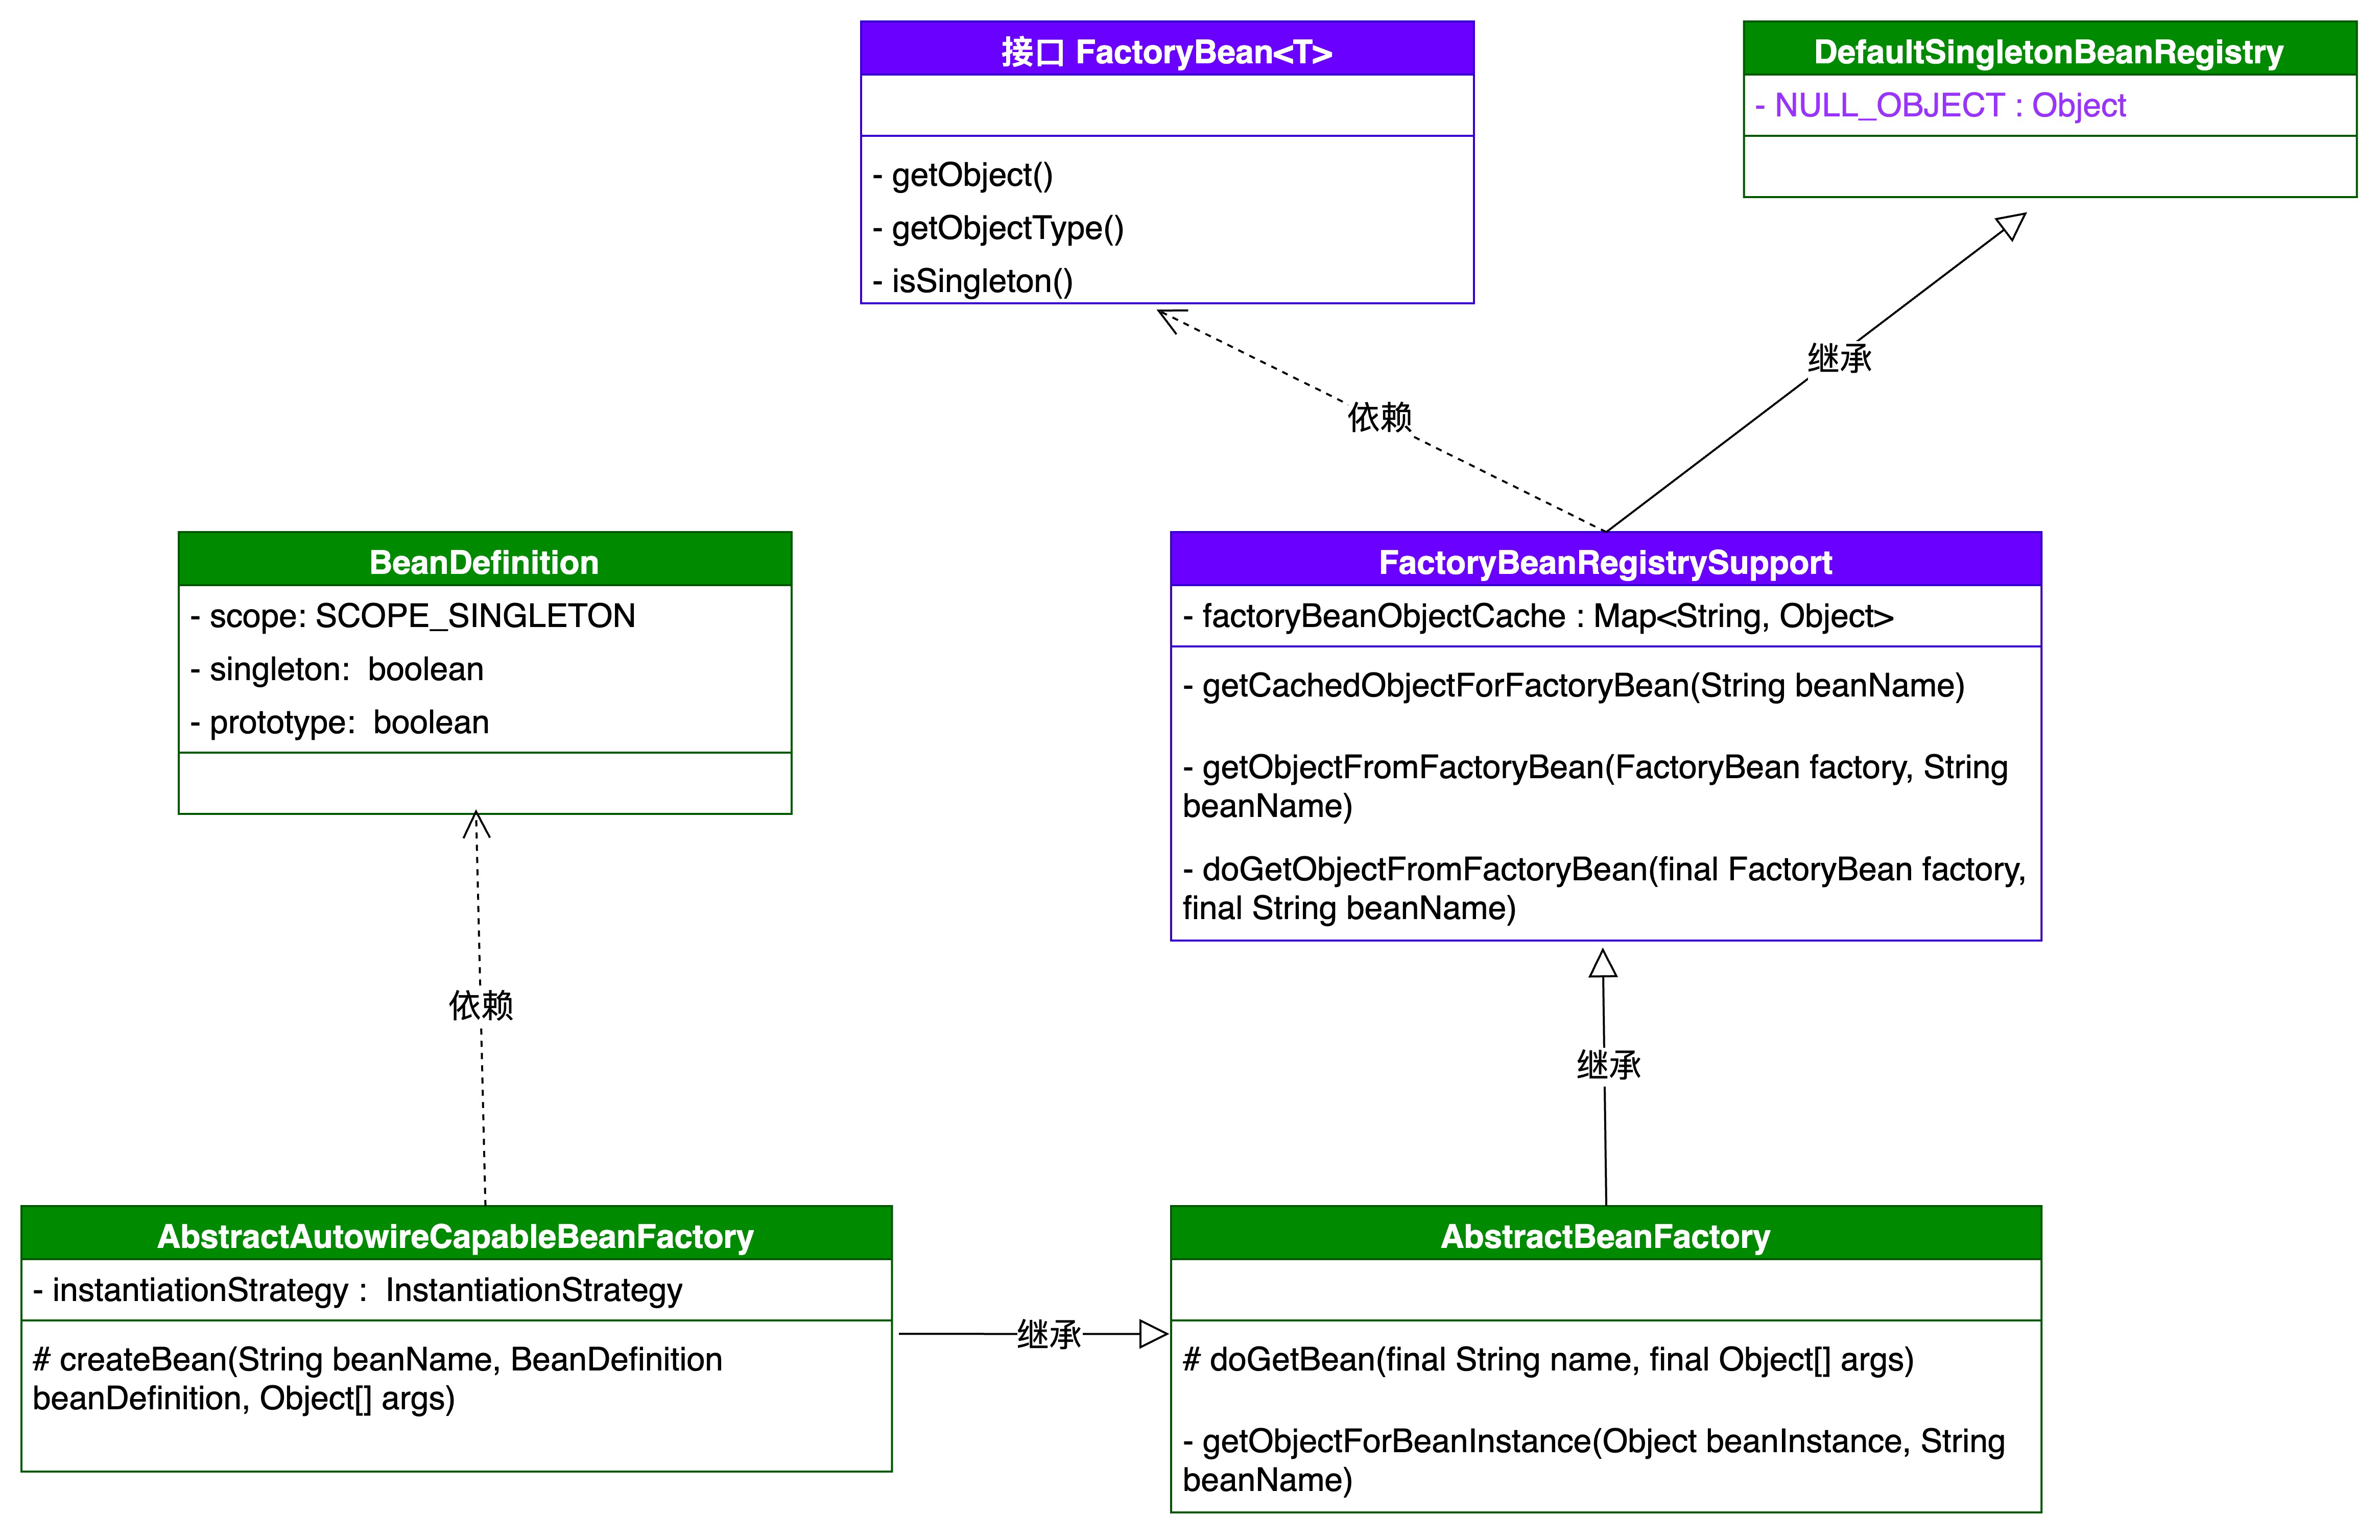 接口 FactoryBean<T>
- getObject()
- getObjectType()
- isSingleton()
DefaultSingletonBeanRegistry
- NULL_OBJECT : Object
继承
依赖
BeanDefinition
- scope: SCOPE_SINGLETON
- singleton:  boolean
- prototype:  boolean
FactoryBeanRegistrySupport
- factoryBeanObjectCache : Map<String, Object>
- getCachedObjectForFactoryBean(String beanName)
- getObjectFromFactoryBean(FactoryBean factory, String
beanName)
- doGetObjectFromFactoryBean(final FactoryBean factory,
final String beanName)
依赖
继承
AbstractAutowireCapableBeanFactory
- instantiationStrategy :  InstantiationStrategy
# createBean(String beanName, BeanDefinition
beanDefinition, Object[] args)
继承
AbstractBeanFactory
# doGetBean(final String name, final Object[] args)
- getObjectForBeanInstance(Object beanInstance, String
beanName)